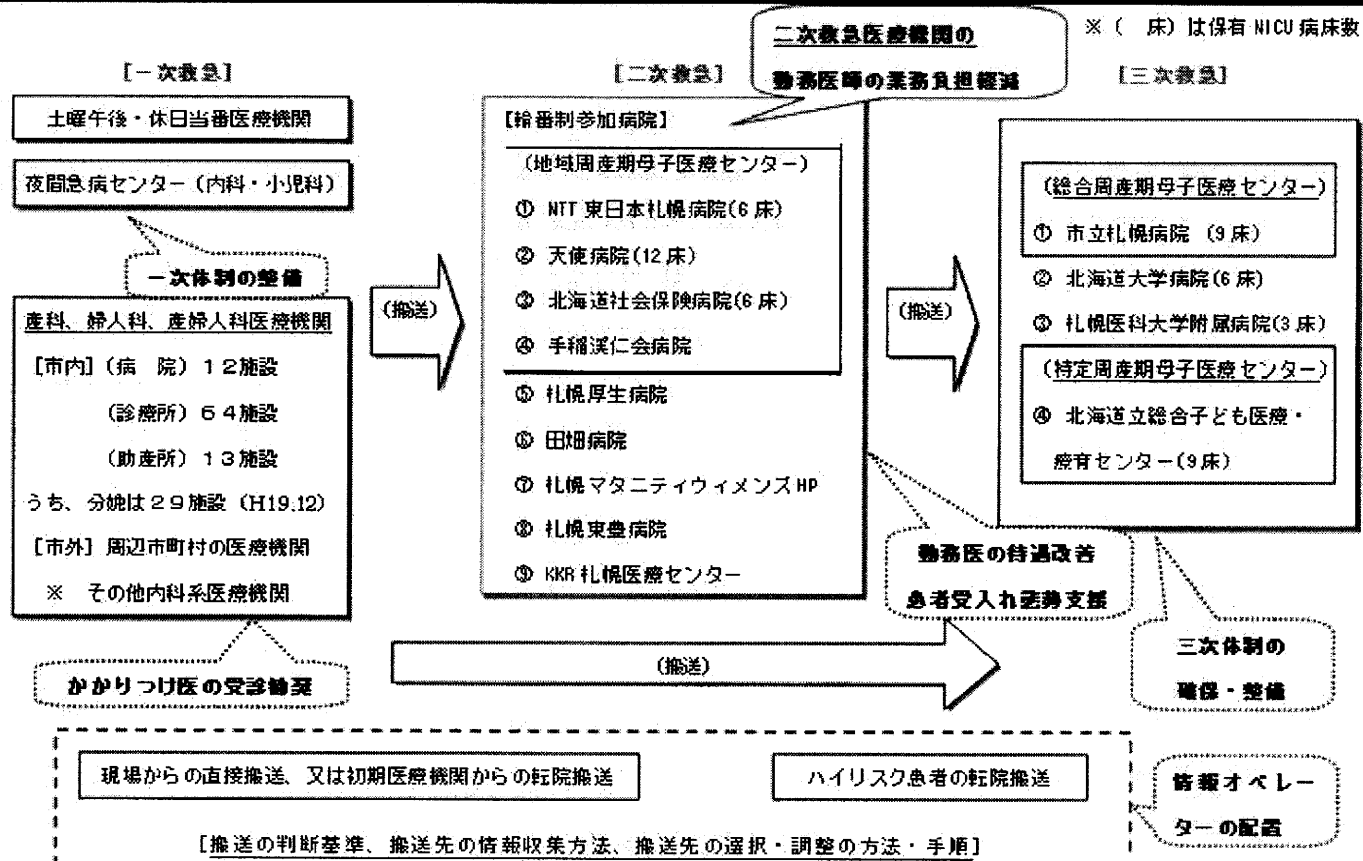 ※（　床）は保有 NICU 病床数
[一次救急]
土曜午後・休日当番医療機関
夜間急病センター（内科・小児科）
一次体制の整備
産科、婦人科、産婦人科医療機関
[市内]（病　院）１２施設
（診療所）６４施設
（助産所）１３施設
うち、分娩は２９施設（H19.12）
[市外] 周辺市町村の医療機関
※　その他内科系医療機関
かかりつけ医の受診勧奨
（搬送）
[二次救急]
二次救急医療機関の
勤務医師の業務負担軽減
【輪番制参加病院】
（地域周産期母子医療センター）
① NTT 東日本札幌病院(6 床)
② 天使病院(12 床)
③ 北海道社会保険病院(6 床)
④ 手稲渓仁会病院
⑤ 札幌厚生病院
⑥ 田畑病院
⑦ 札幌マタニティウィメンズ HP
⑧ 札幌東豊病院
⑨ KKR 札幌医療センター
勤務医の待遇改善
患者受入れ連携支援
（搬送）
[三次救急]
（総合周産期母子医療センター）
① 市立札幌病院 (9 床)
② 北海道大学病院(6 床)
③ 札幌医科大学附属病院(3 床)
（特定周産期母子医療センター）
④ 北海道立総合子ども医療・
療育センター(9 床)
三次体制の
確保・整備
（搬送）
現場からの直接搬送、又は初期医療機関からの転院搬送
ハイリスク患者の転院搬送
[搬送の判断基準、搬送先の情報収集方法、搬送先の選択・調整の方法・手順]
情報オペレー
ターの配置